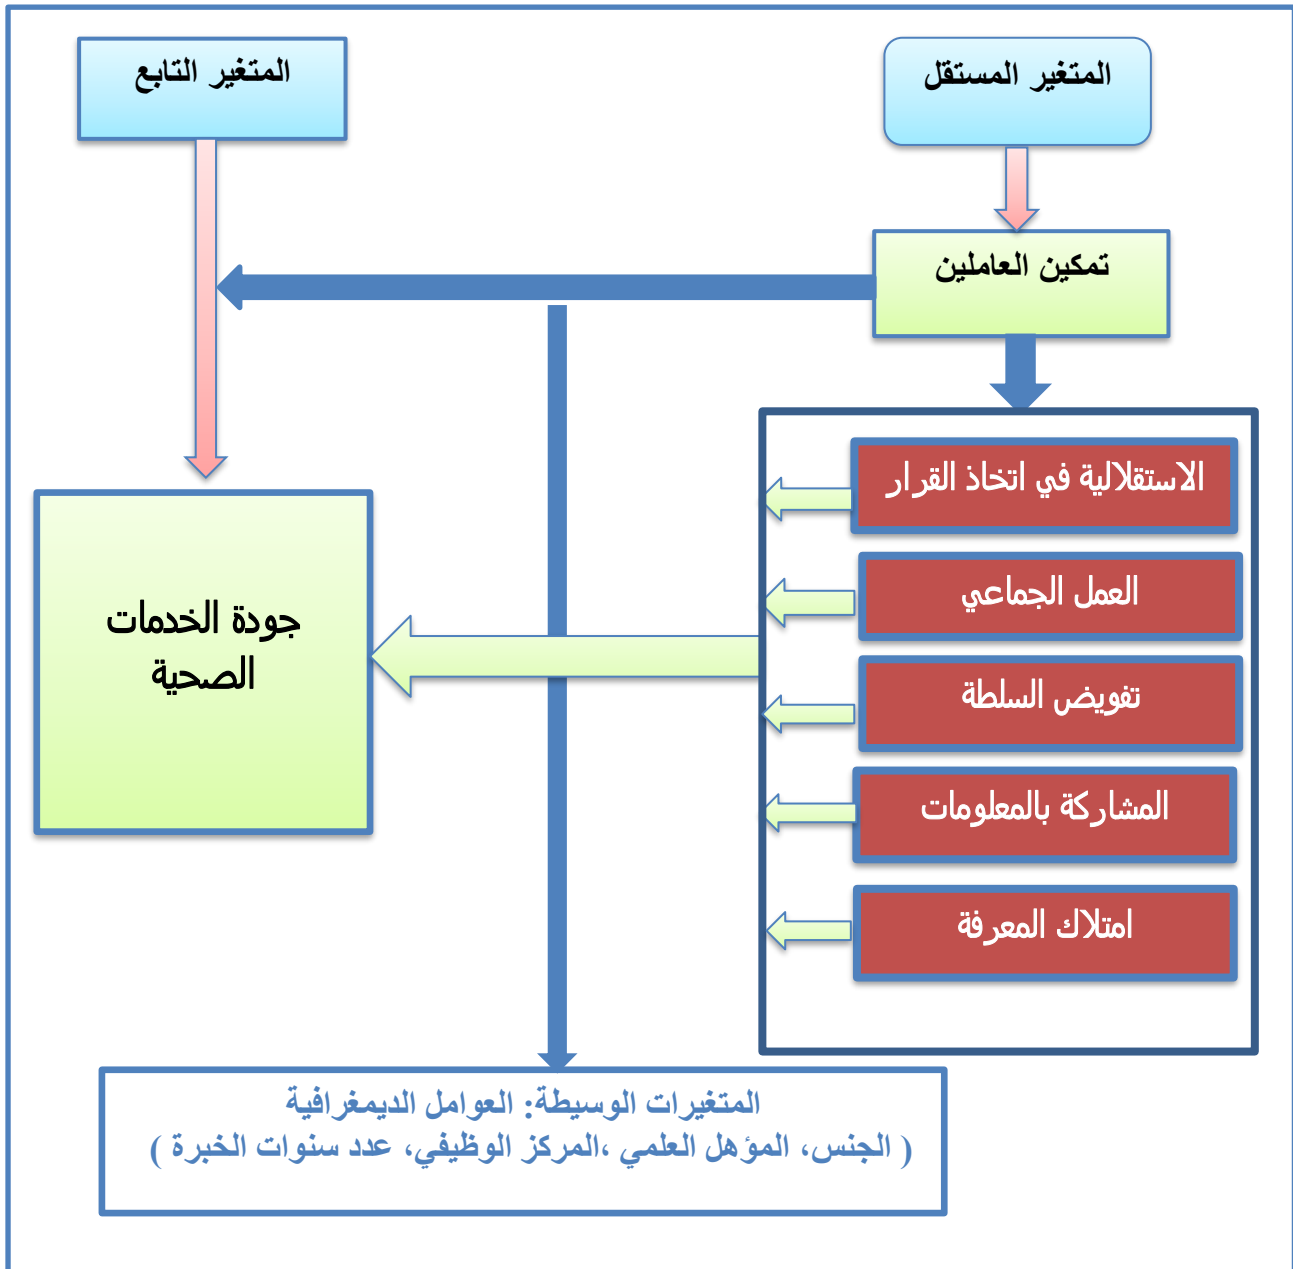 المتغير المستقل
المتغير التابع
تمكين العاملين
الاستقلالية في اتخاذ القرار
العمل الجماعي
تفويض السلطة
المشاركة بالمعلومات
امتلاك المعرفة
جودة الخدمات
الصحية
المتغيرات الوسيطة: العوامل الديمغرافية
( الجنس، المؤهل العلمي ،المركز الوظيفي، عدد سنوات الخبرة )